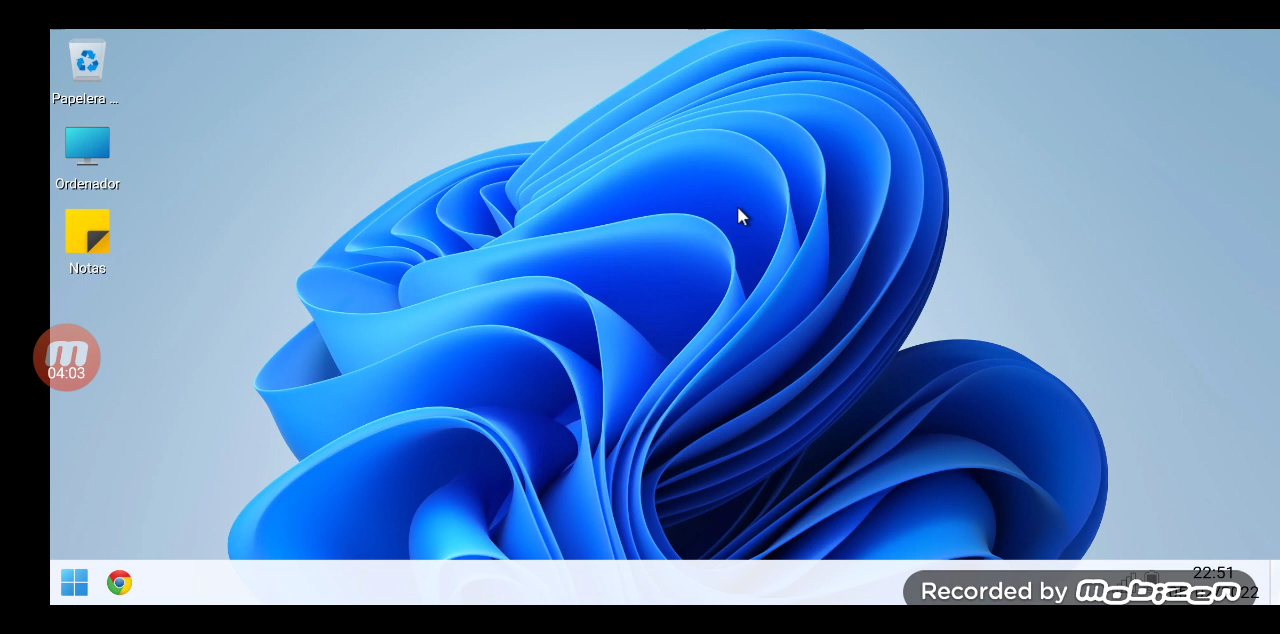 Papelera ...
Ordenador
Notas
04:03
22:51
Recorded by mobizen